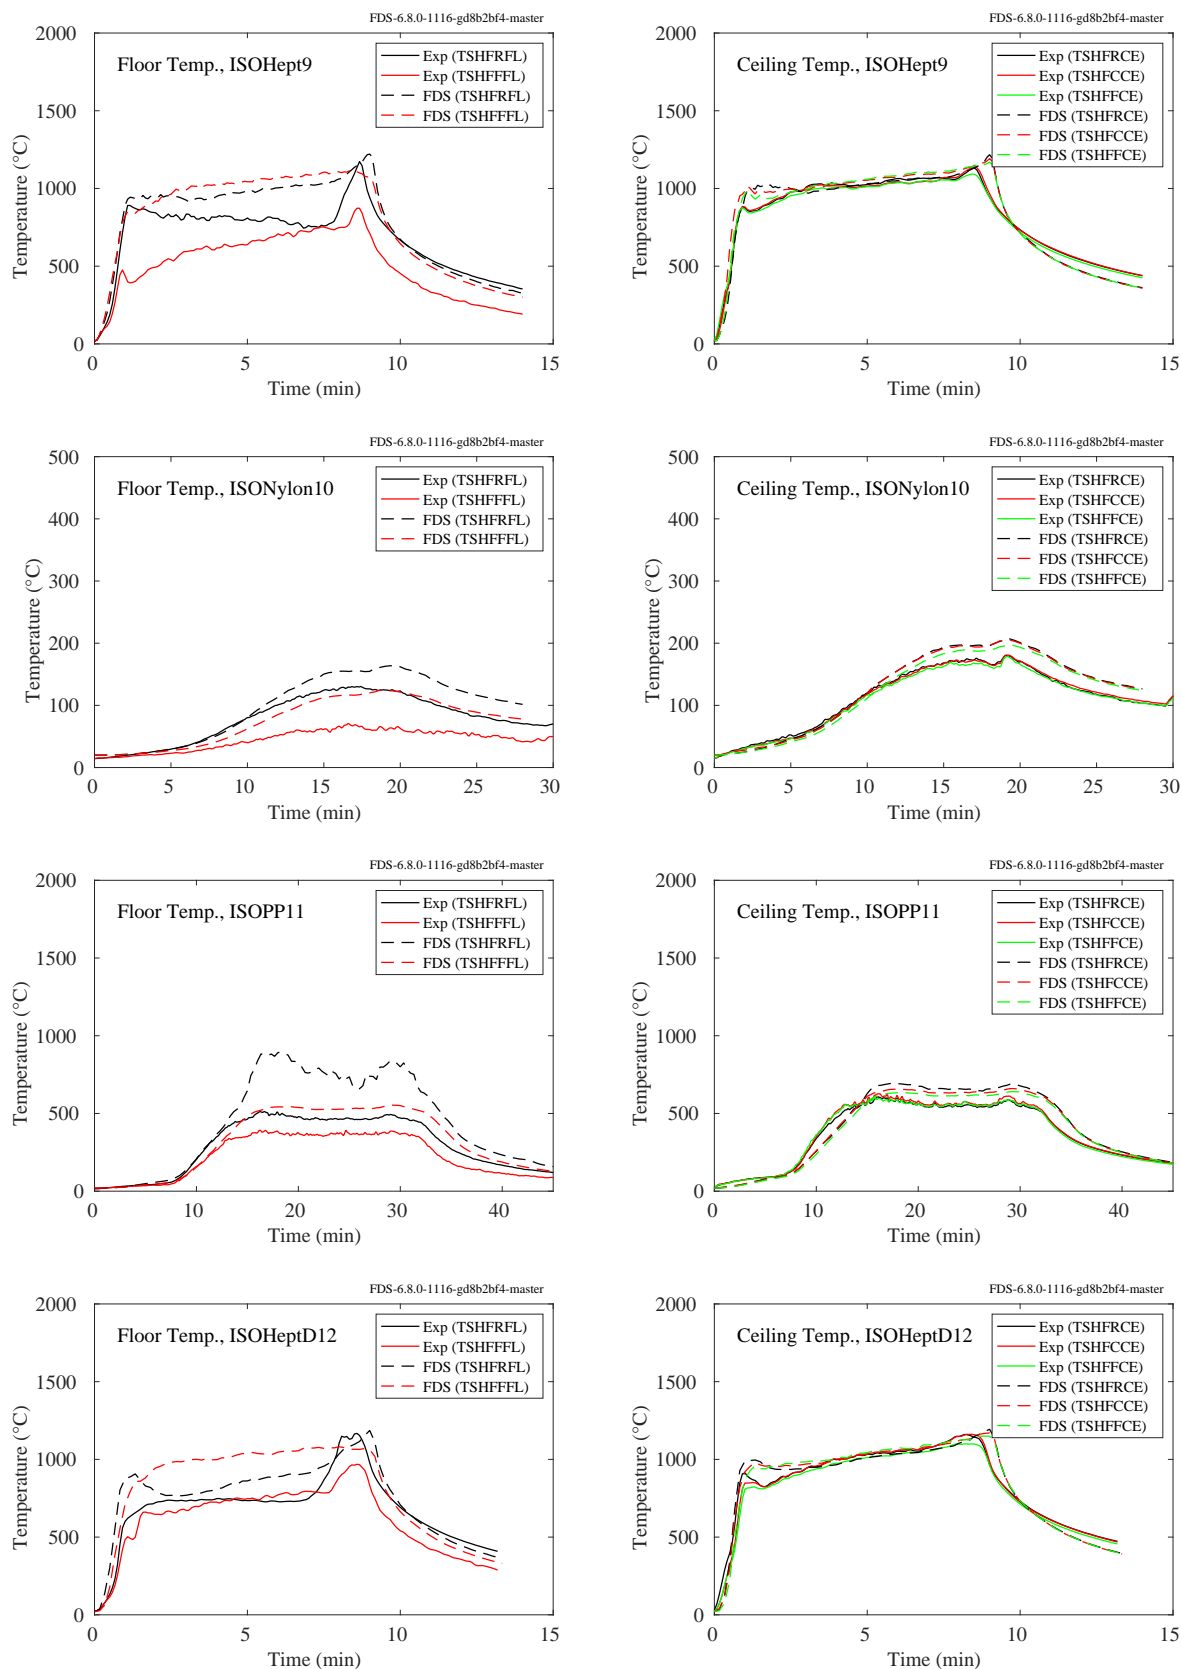 FDS-6.8.0-1116-gd8b2bf4-master
Floor Temp., ISOHept9
Exp (TSHFRFL)
Exp (TSHFFFL)
FDS (TSHFRFL)
FDS (TSHFFFL)
2000
1500
1000
500
0
Temperature (°C)
0 5 10 15
Time (min)
FDS-6.8.0-1116-gd8b2bf4-master
Ceiling Temp., ISOHept9
Exp (TSHFRCE)
Exp (TSHFCCE)
Exp (TSHFFCE)
FDS (TSHFRCE)
FDS (TSHFCCE)
FDS (TSHFFCE)
2000
1500
1000
500
0
Temperature (°C)
0 5 10 15
Time (min)
FDS-6.8.0-1116-gd8b2bf4-master
Floor Temp., ISONylon10
Exp (TSHFRFL)
Exp (TSHFFFL)
FDS (TSHFRFL)
FDS (TSHFFFL)
500
400
300
200
100
0
Temperature (°C)
0 5 10 15 20 25 30
Time (min)
FDS-6.8.0-1116-gd8b2bf4-master
Ceiling Temp., ISONylon10
Exp (TSHFRCE)
Exp (TSHFCCE)
Exp (TSHFFCE)
FDS (TSHFRCE)
FDS (TSHFCCE)
FDS (TSHFFCE)
500
400
300
200
100
0
Temperature (°C)
0 5 10 15 20 25 30
Time (min)
FDS-6.8.0-1116-gd8b2bf4-master
Floor Temp., ISOPP11
Exp (TSHFRFL)
Exp (TSHFFFL)
FDS (TSHFRFL)
FDS (TSHFFFL)
2000
1500
1000
500
0
Temperature (°C)
0 10 20 30 40
Time (min)
FDS-6.8.0-1116-gd8b2bf4-master
Ceiling Temp., ISOPP11
Exp (TSHFRCE)
Exp (TSHFCCE)
Exp (TSHFFCE)
FDS (TSHFRCE)
FDS (TSHFCCE)
FDS (TSHFFCE)
2000
1500
1000
500
0
Temperature (°C)
0 10 20 30 40
Time (min)
FDS-6.8.0-1116-gd8b2bf4-master
Floor Temp., ISOHeptD12
Exp (TSHFRFL)
Exp (TSHFFFL)
FDS (TSHFRFL)
FDS (TSHFFFL)
2000
1500
1000
500
0
Temperature (°C)
0 5 10 15
Time (min)
FDS-6.8.0-1116-gd8b2bf4-master
Ceiling Temp., ISOHeptD12
Exp (TSHFRCE)
Exp (TSHFCCE)
Exp (TSHFFCE)
FDS (TSHFRCE)
FDS (TSHFCCE)
FDS (TSHFFCE)
2000
1500
1000
500
0
Temperature (°C)
0 5 10 15
Time (min)